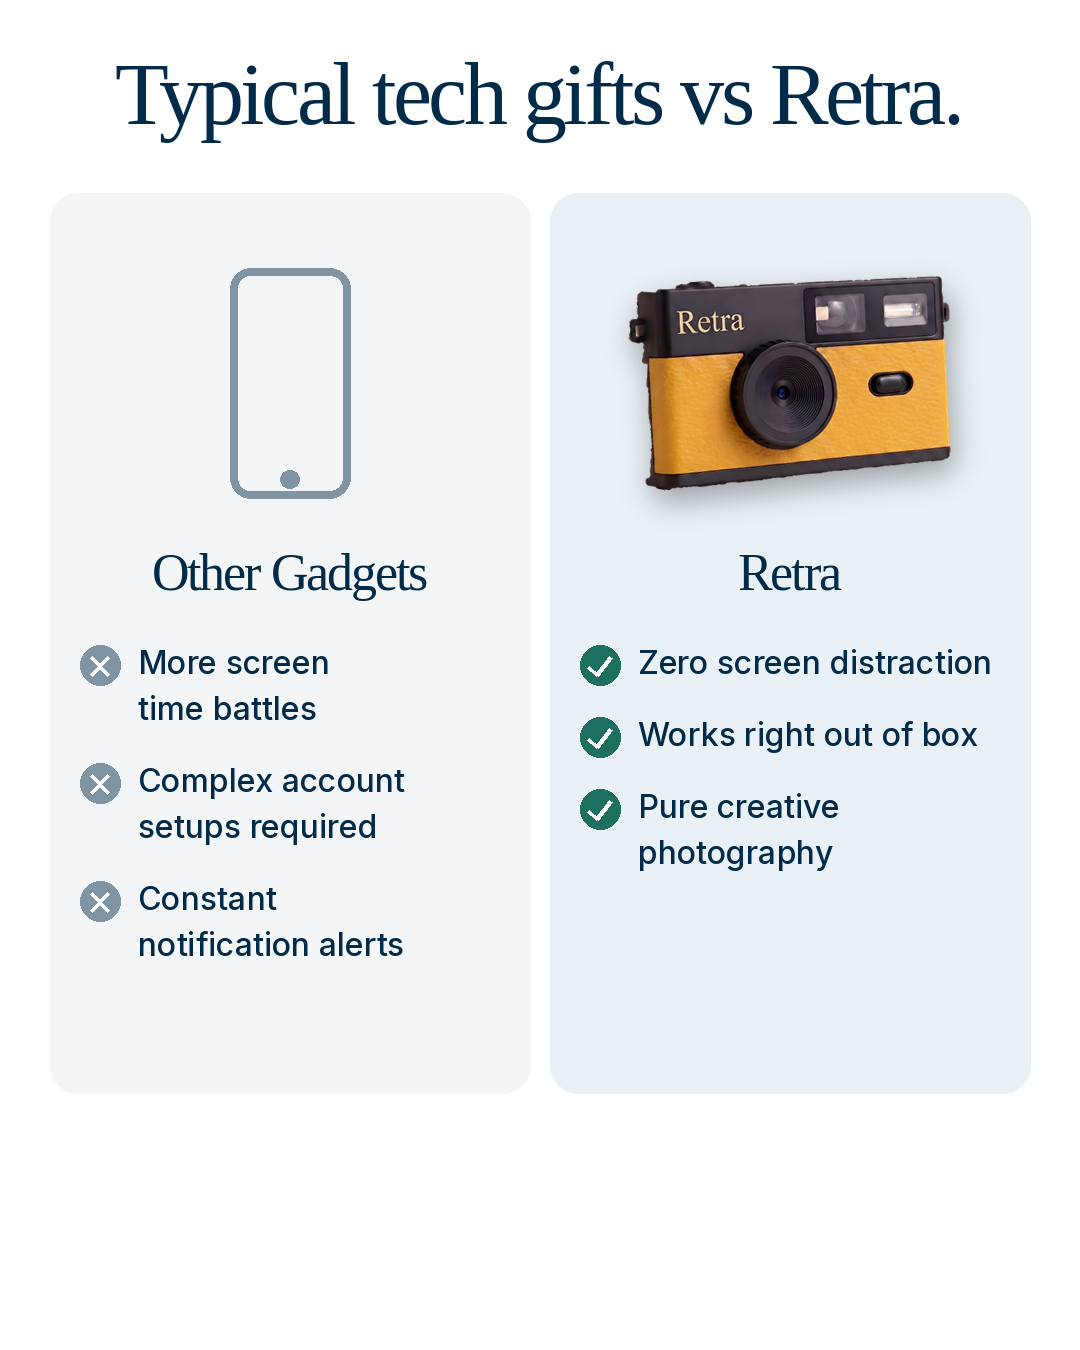 Typical tech gifts vs Retra.
Retra
Other Gadgets
More screen
time battles
Complex account
setups required
Constant
notification alerts
Retra
Zero screen distraction
Works right out of box
Pure creative
photography